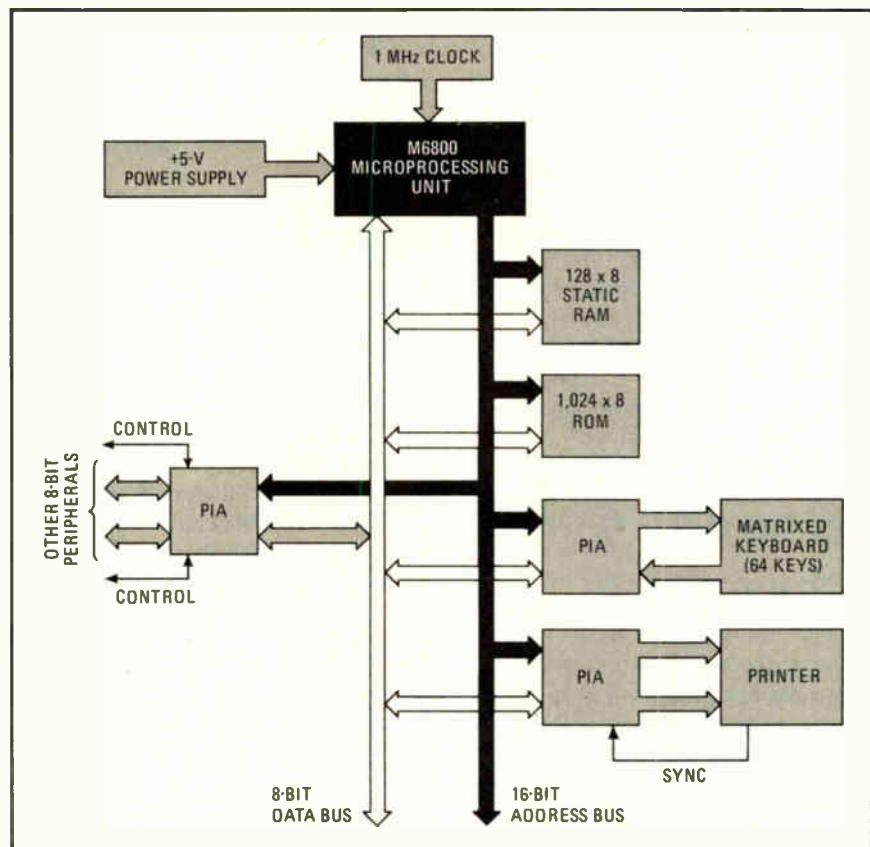 1 MHz CLOCK
+5-V
POWER SUPPLY
M6800
MICROPROCESSING
UNIT
128 x 8
STATIC
RAM
1,024 x 8
ROM
CONTROL
OTHER 8-BIT
PERIPHERALS
PIA
CONTROL
PIA
MATRIXED
KEYBOARD
(64 KEYS)
PIA
PRINTER
SYNC
8-BIT
DATA BUS
16-BIT
ADDRESS BUS